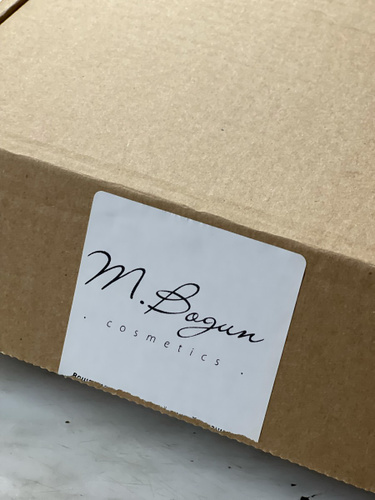 M. Bogun
· cosmetics ·